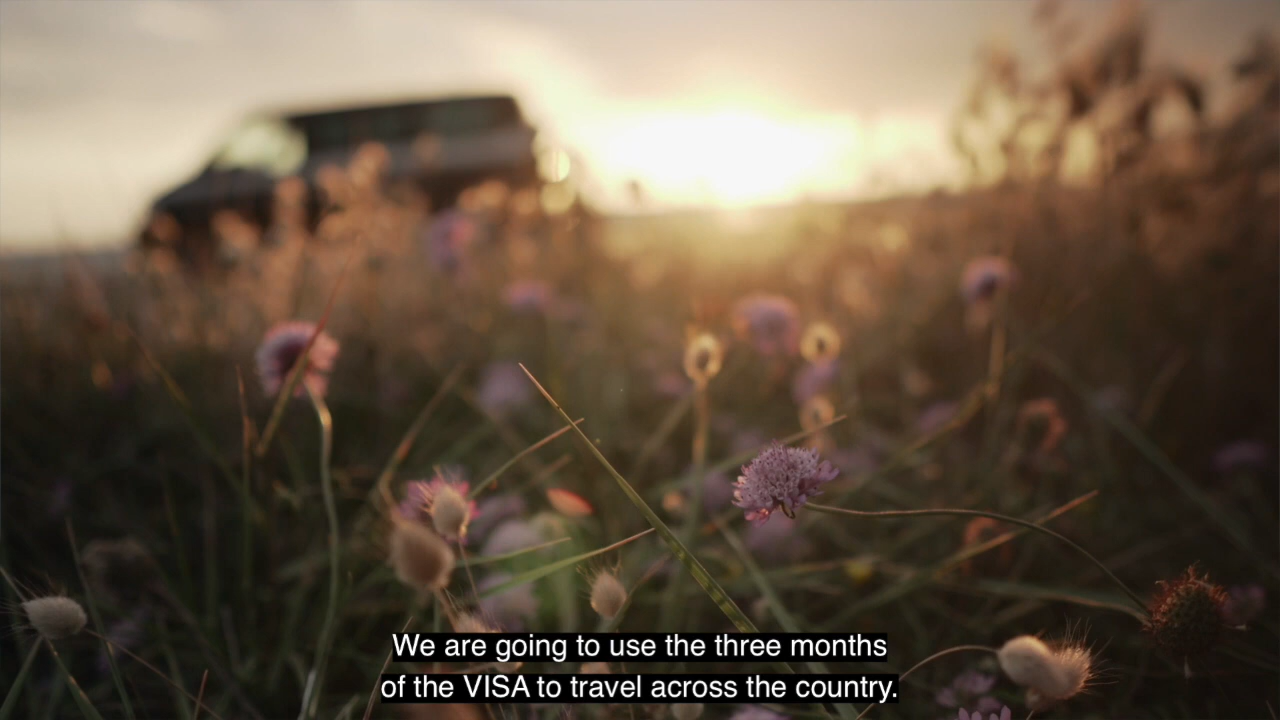 We are going to use the three months
of the VISA to travel across the country.